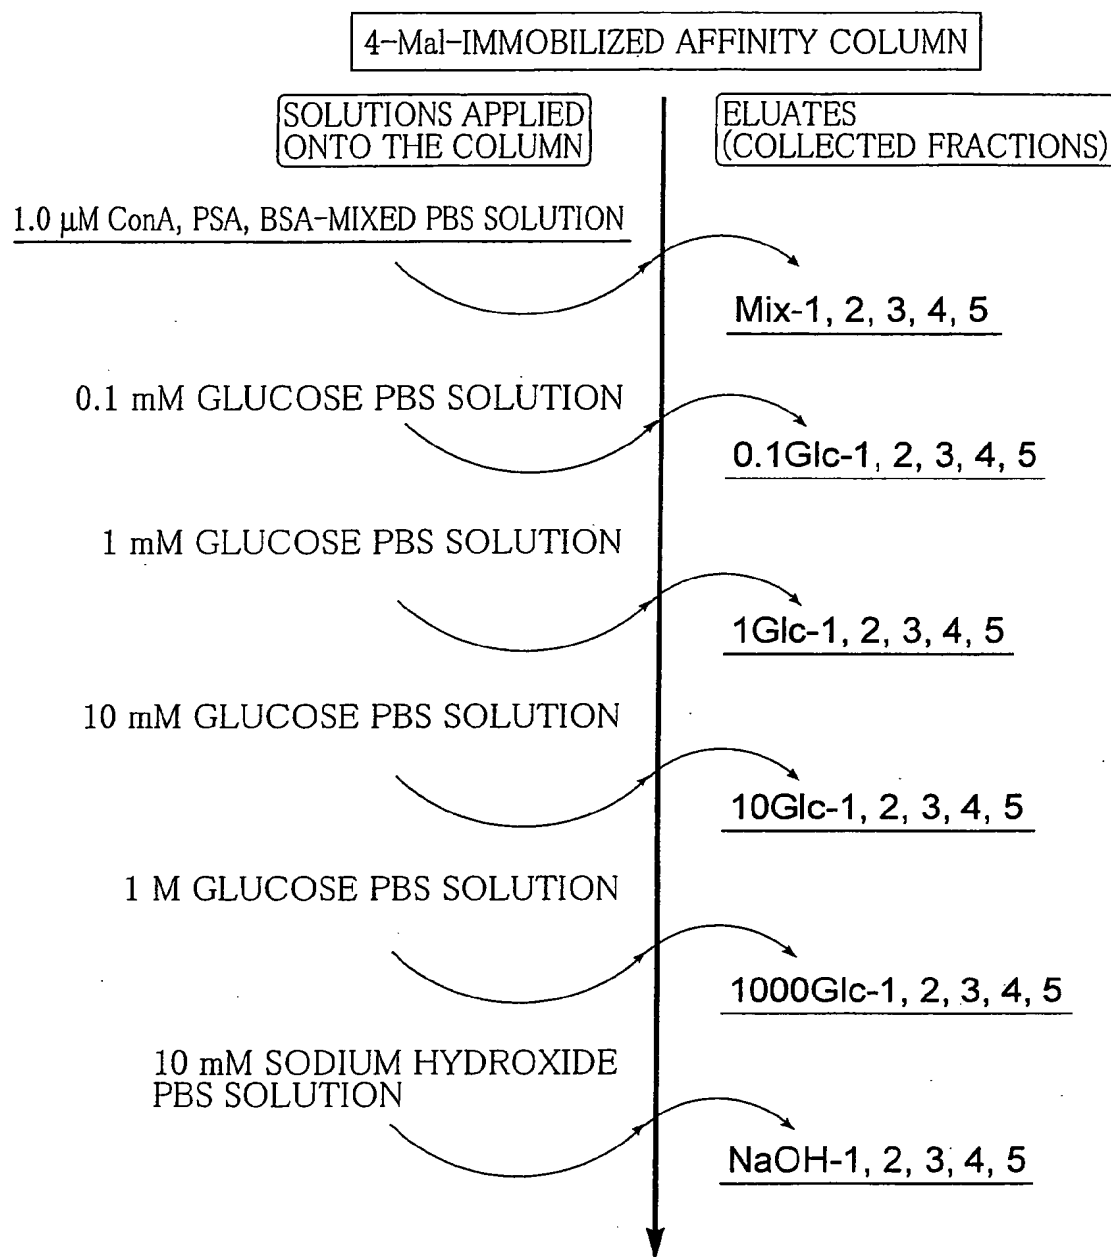 4-Mal-IMMOBILIZED AFFINITY COLUMN
SOLUTIONS APPLIED
ONTO THE COLUMN
ELUATES
(COLLECTED FRACTIONS)
1.0 μM ConA, PSA, BSA-MIXED PBS SOLUTION
Mix-1, 2, 3, 4, 5
0.1 mM GLUCOSE PBS SOLUTION
0.1Glc-1, 2, 3, 4, 5
1 mM GLUCOSE PBS SOLUTION
1Glc-1, 2, 3, 4, 5
10 mM GLUCOSE PBS SOLUTION
10Glc-1, 2, 3, 4, 5
1 M GLUCOSE PBS SOLUTION
1000Glc-1, 2, 3, 4, 5
10 mM SODIUM HYDROXIDE
PBS SOLUTION
NaOH-1, 2, 3, 4, 5